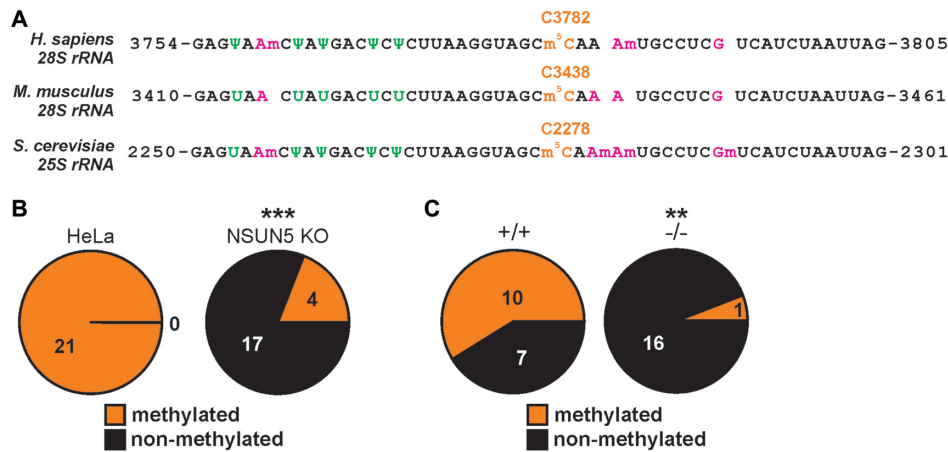 A
C3782
H. sapiens 28S rRNA 3754-GAGΨAAmCΨAΨGACΨCΨCUUAAGGUAGCm⁵CAA AmUGCCUCG UCAUCUAAUUAG-3805
C3438
M. musculus 28S rRNA 3410-GAGUAA CUAUGACUCUCUUAAGGUAGCm⁵CAA A UGCCUCG UCAUCUAAUUAG-3461
C2278
S. cerevisiae 25S rRNA 2250-GAGUAAmCΨAΨGACΨCΨCUUAAGGUAGCm⁵CAAmAmUGCCUCGmUCAUCUAAUUAG-2301
B
HeLa
*** NSUN5 KO
21
0
17
4
methylated
non-methylated
C
+/+
** -/-
10
7
16
1
methylated
non-methylated